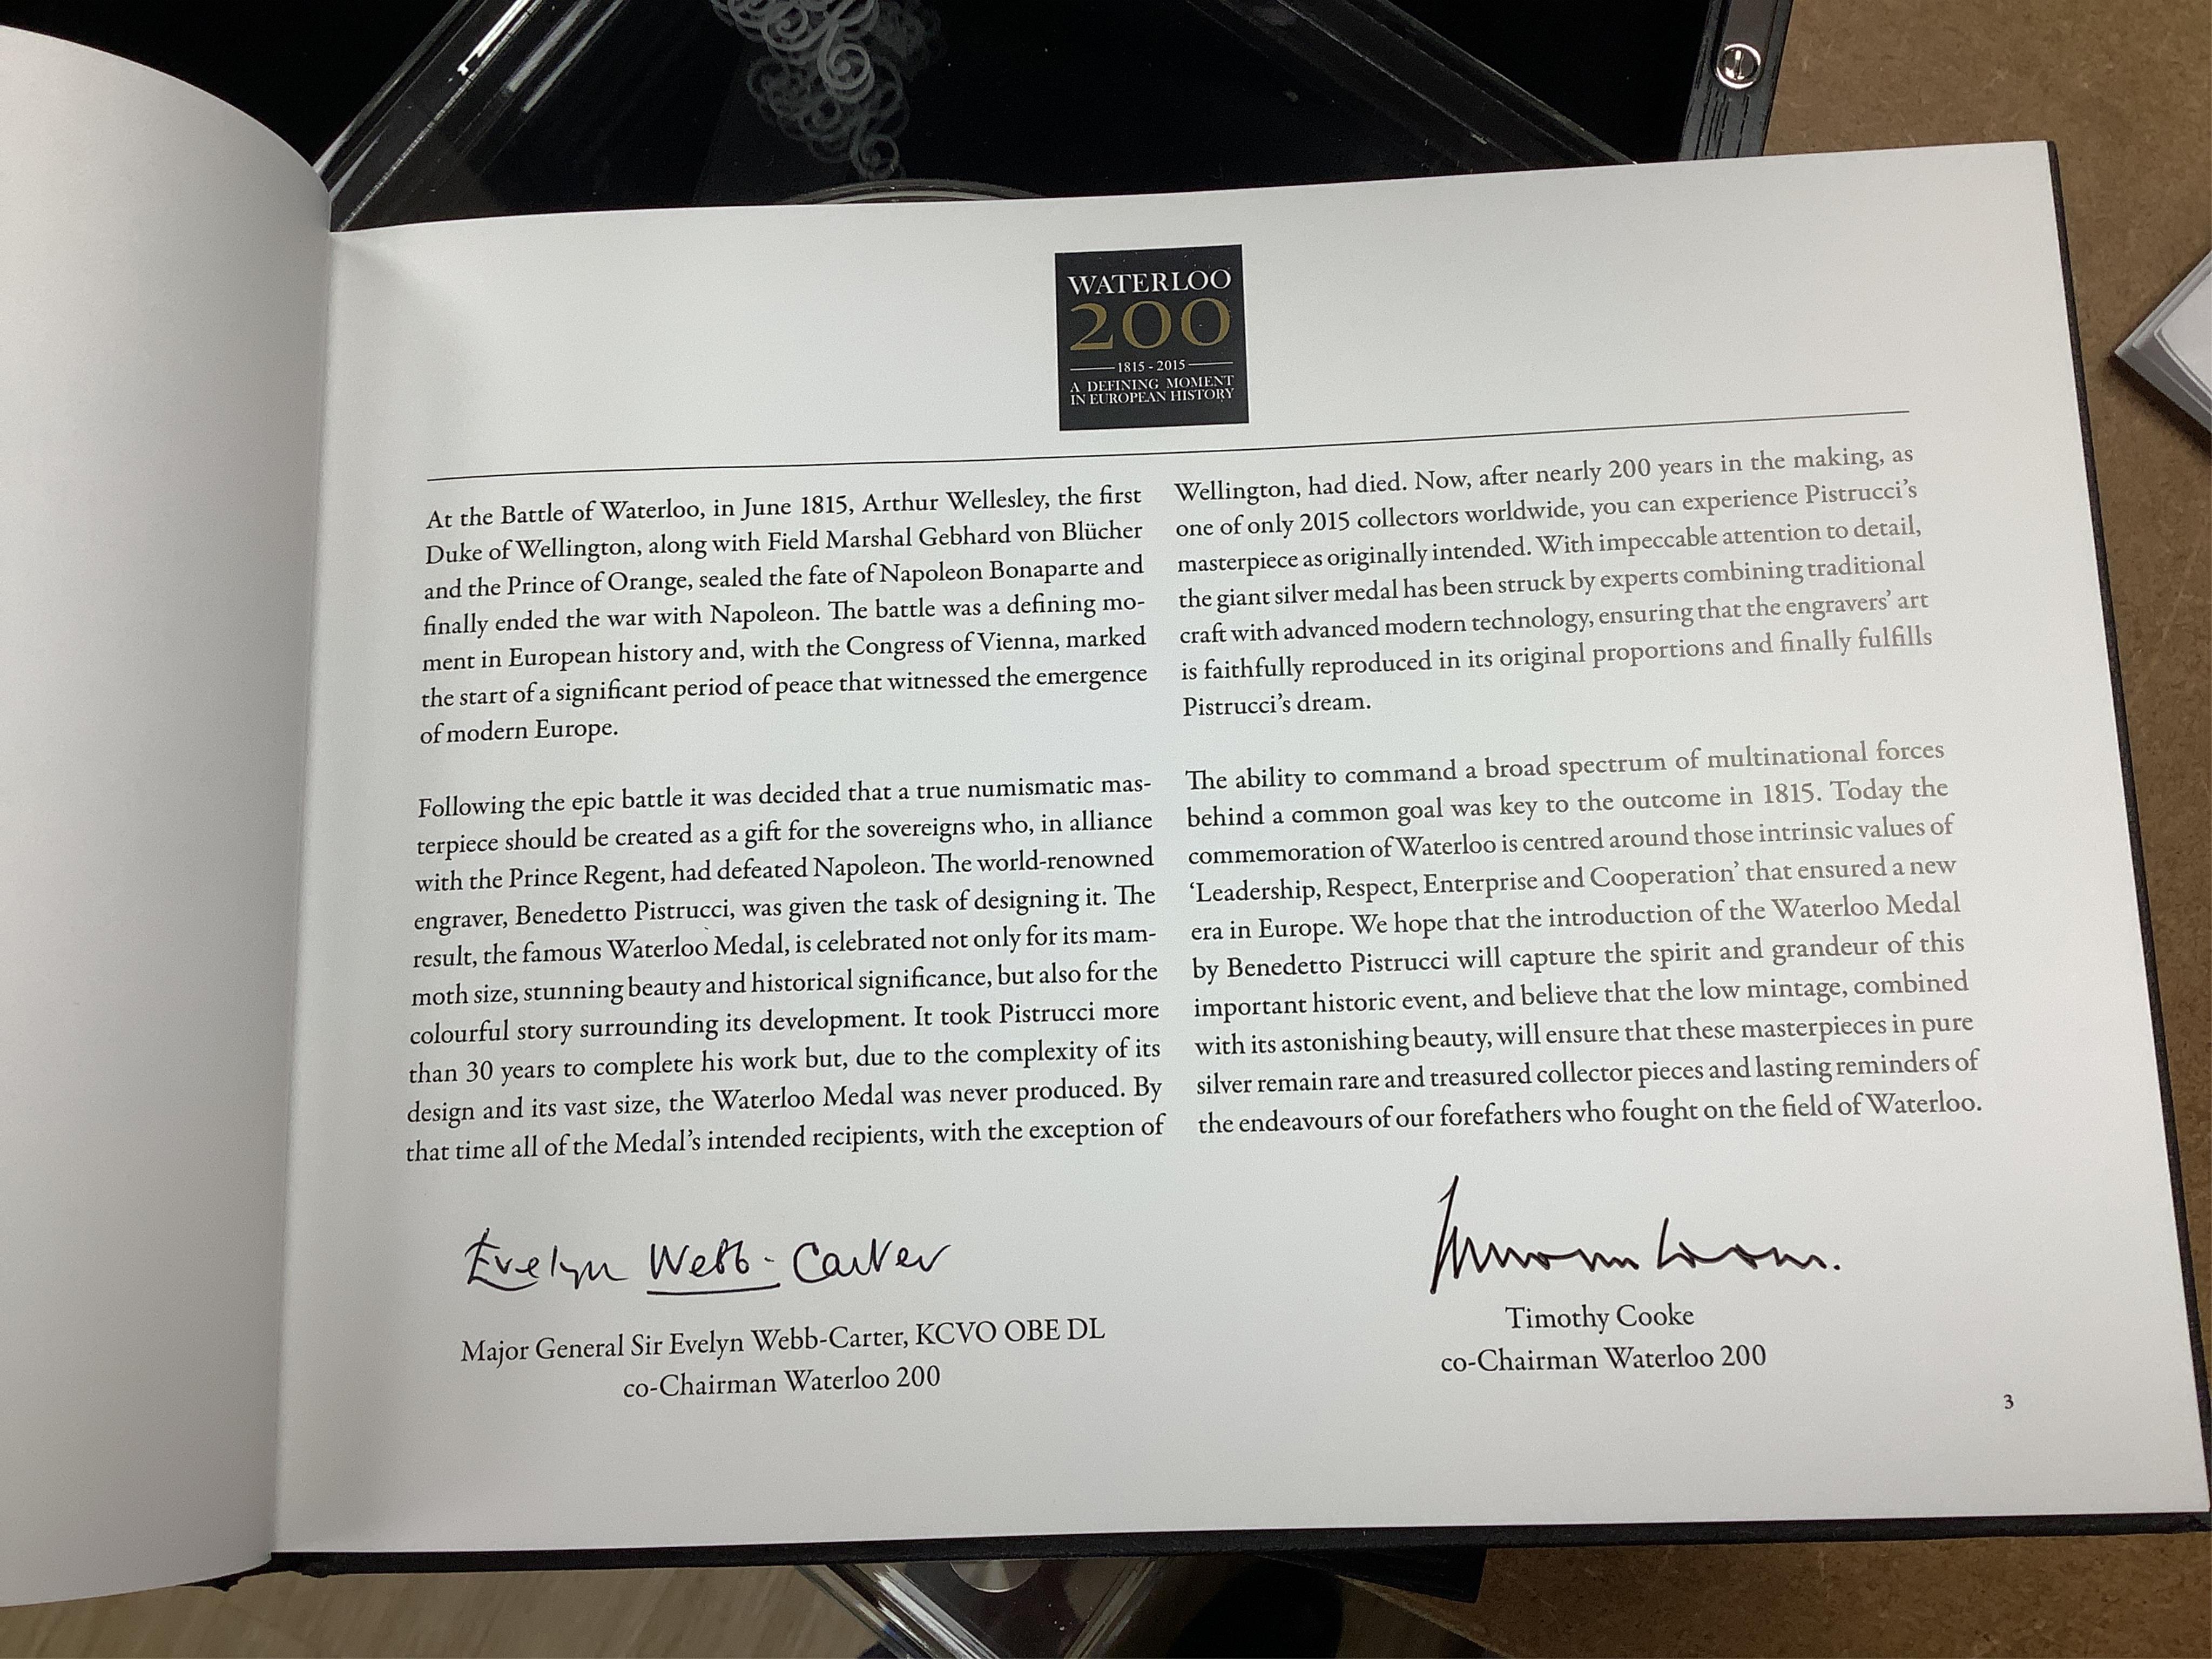 WATERLOO
200
1815 - 2015
A DEFINING MOMENT
IN EUROPEAN HISTORY
At the Battle of Waterloo, in June 1815, Arthur Wellesley, the first
Duke of Wellington, along with Field Marshal Gebhard von Blücher
and the Prince of Orange, sealed the fate of Napoleon Bonaparte and
finally ended the war with Napoleon. The battle was a defining mo-
ment in European history and, with the Congress of Vienna, marked
the start of a significant period of peace that witnessed the emergence
of modern Europe.
Following the epic battle it was decided that a true numismatic mas-
terpiece should be created as a gift for the sovereigns who, in alliance
with the Prince Regent, had defeated Napoleon. The world-renowned
engraver, Benedetto Pistrucci, was given the task of designing it. The
result, the famous Waterloo Medal, is celebrated not only for its mam-
moth size, stunning beauty and historical significance, but also for the
colourful story surrounding its development. It took Pistrucci more
than 30 years to complete his work but, due to the complexity of its
design and its vast size, the Waterloo Medal was never produced. By
that time all of the Medal's intended recipients, with the exception of
Wellington, had died. Now, after nearly 200 years in the making, as
one of only 2015 collectors worldwide, you can experience Pistrucci's
masterpiece as originally intended. With impeccable attention to detail,
the giant silver medal has been struck by experts combining traditional
craft with advanced modern technology, ensuring that the engravers' art
is faithfully reproduced in its original proportions and finally fulfills
Pistrucci's dream.
The ability to command a broad spectrum of multinational forces
behind a common goal was key to the outcome in 1815. Today the
commemoration of Waterloo is centred around those intrinsic values of
'Leadership, Respect, Enterprise and Cooperation' that ensured a new
era in Europe. We hope that the introduction of the Waterloo Medal
by Benedetto Pistrucci will capture the spirit and grandeur of this
important historic event, and believe that the low mintage, combined
with its astonishing beauty, will ensure that these masterpieces in pure
silver remain rare and treasured collector pieces and lasting reminders of
the endeavours of our forefathers who fought on the field of Waterloo.
Evelyn Webb-Carter
Major General Sir Evelyn Webb-Carter, KCVO OBE DL
co-Chairman Waterloo 200
Timothy Cooke
co-Chairman Waterloo 200
3